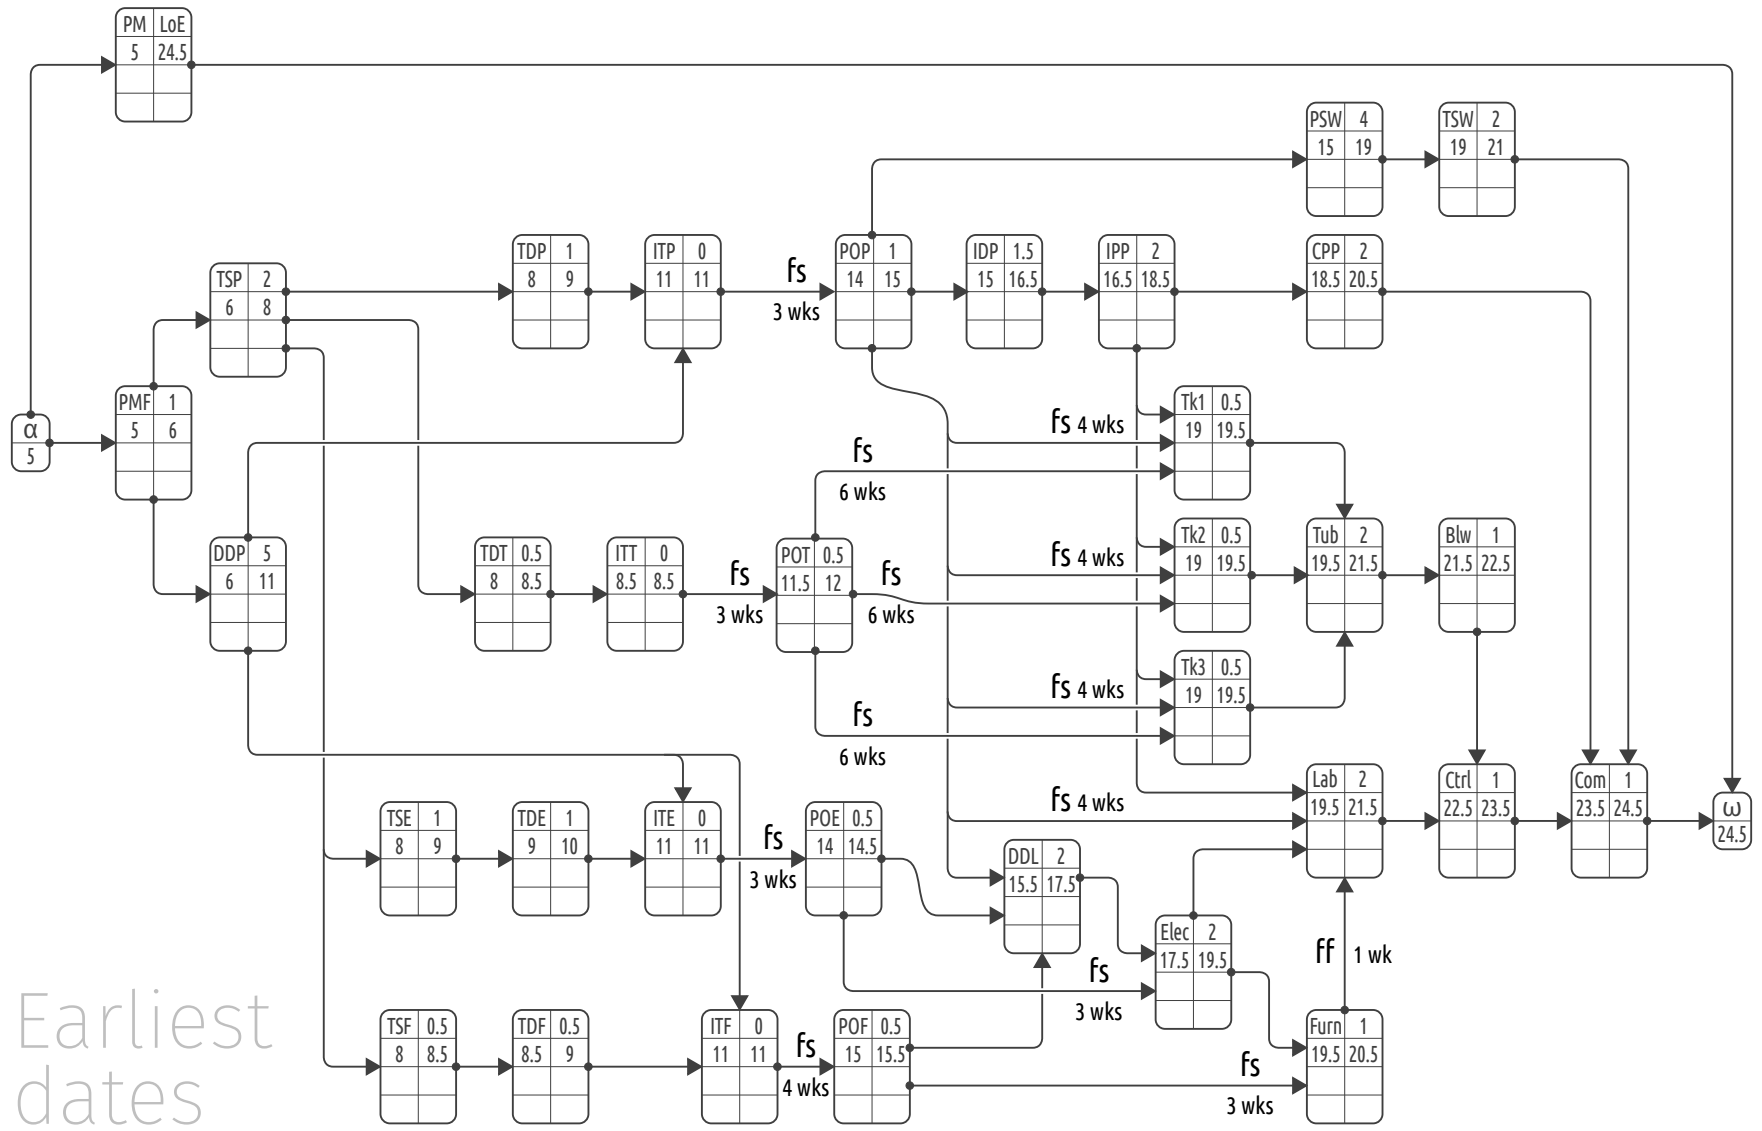 PM LoE
5 24.5
PSW 4
15 19
TSW 2
19 21
TDP 1
8 9
ITP 0
11 11
fs
3 wks
POP 1
14 15
IDP 1.5
15 16.5
IPP 2
16.5 18.5
CPP 2
18.5 20.5
TSP 2
6 8
PMF 1
5 6
α
5
Tk1 0.5
19 19.5
fs 4 wks
fs
6 wks
DDP 5
6 11
TDT 0.5
8 8.5
ITT 0
8.5 8.5
fs
3 wks
POT 0.5
11.5 12
fs
6 wks
fs 4 wks
Tk2 0.5
19 19.5
Tub 2
19.5 21.5
Blw 1
21.5 22.5
fs 4 wks
Tk3 0.5
19 19.5
fs
6 wks
TSE 1
8 9
TDE 1
9 10
ITE 0
11 11
fs
3 wks
POE 0.5
14 14.5
fs 4 wks
Lab 2
19.5 21.5
Ctrl 1
22.5 23.5
Com 1
23.5 24.5
ω
24.5
DDL 2
15.5 17.5
Elec 2
17.5 19.5
fs
3 wks
ff 1 wk
TSF 0.5
8 8.5
TDF 0.5
8.5 9
ITF 0
11 11
fs
4 wks
POF 0.5
15 15.5
fs
3 wks
Furn 1
19.5 20.5
Earliest
dates